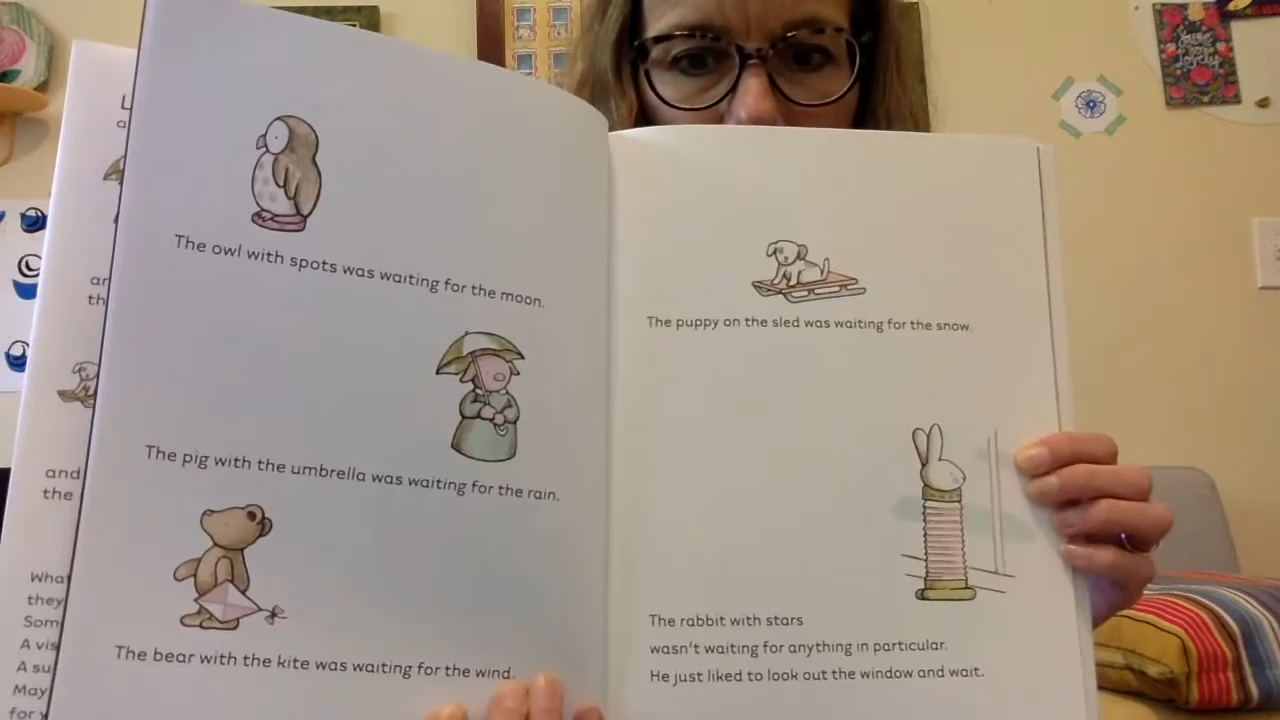 The owl with spots was waiting for the moon.
The pig with the umbrella was waiting for the rain.
The bear with the kite was waiting for the wind.
The puppy on the sled was waiting for the snow.
The rabbit with stars
wasn't waiting for anything in particular.
He just liked to look out the window and wait.
and
the
they